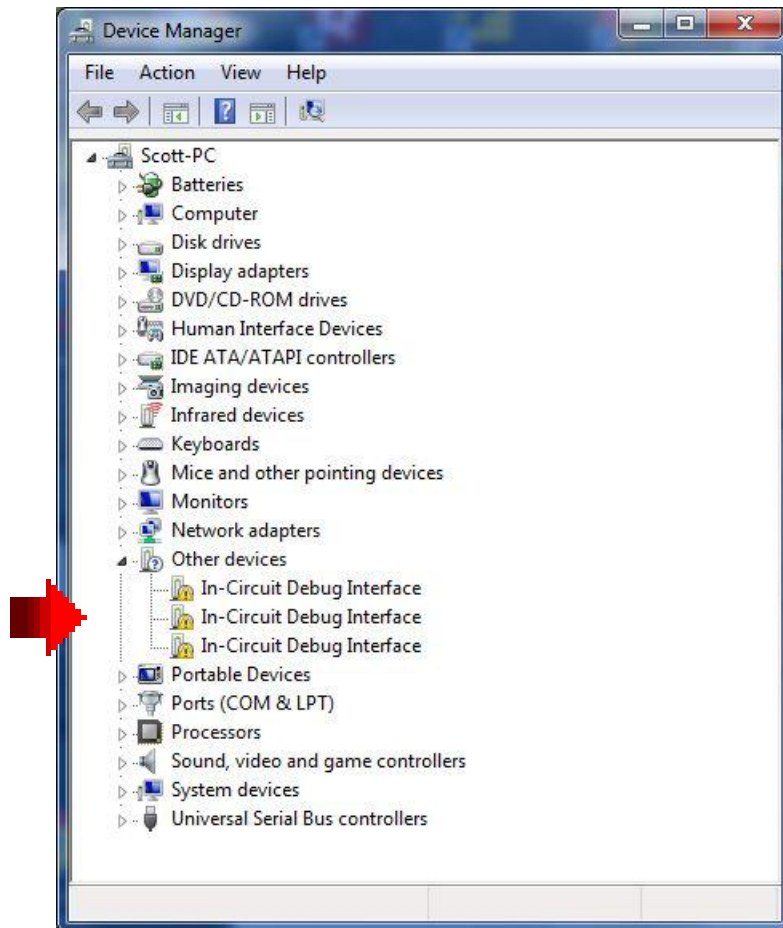 Device Manager
File Action View Help
Scott-PC
Batteries
Computer
Disk drives
Display adapters
DVD/CD-ROM drives
Human Interface Devices
IDE ATA/ATAPI controllers
Imaging devices
Infrared devices
Keyboards
Mice and other pointing devices
Monitors
Network adapters
Other devices
In-Circuit Debug Interface
In-Circuit Debug Interface
In-Circuit Debug Interface
Portable Devices
Ports (COM & LPT)
Processors
Sound, video and game controllers
System devices
Universal Serial Bus controllers